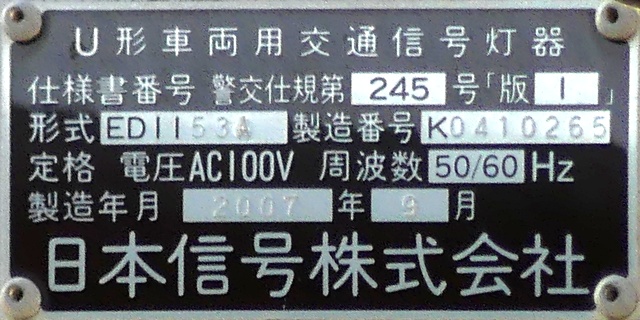 U形車両用交通信号灯器
仕様書番号 警交仕規第 245 号「版 1 」
形式 ED1153A 製造番号 K0410265
定格 電圧AC100V 周波数 50/60 Hz
製造年月 2007 年 9 月
日本信号株式会社